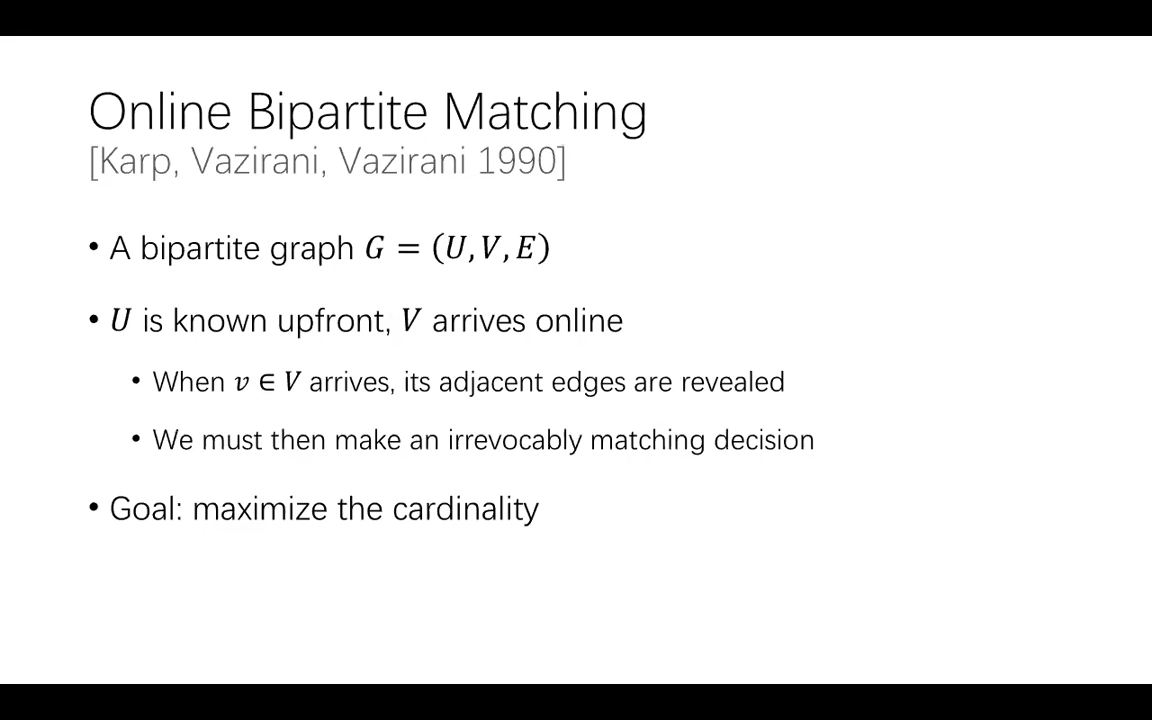 Online Bipartite Matching
[Karp, Vazirani, Vazirani 1990]
• A bipartite graph G = (U, V, E)
• U is known upfront, V arrives online
• When v ∈ V arrives, its adjacent edges are revealed
• We must then make an irrevocably matching decision
• Goal: maximize the cardinality